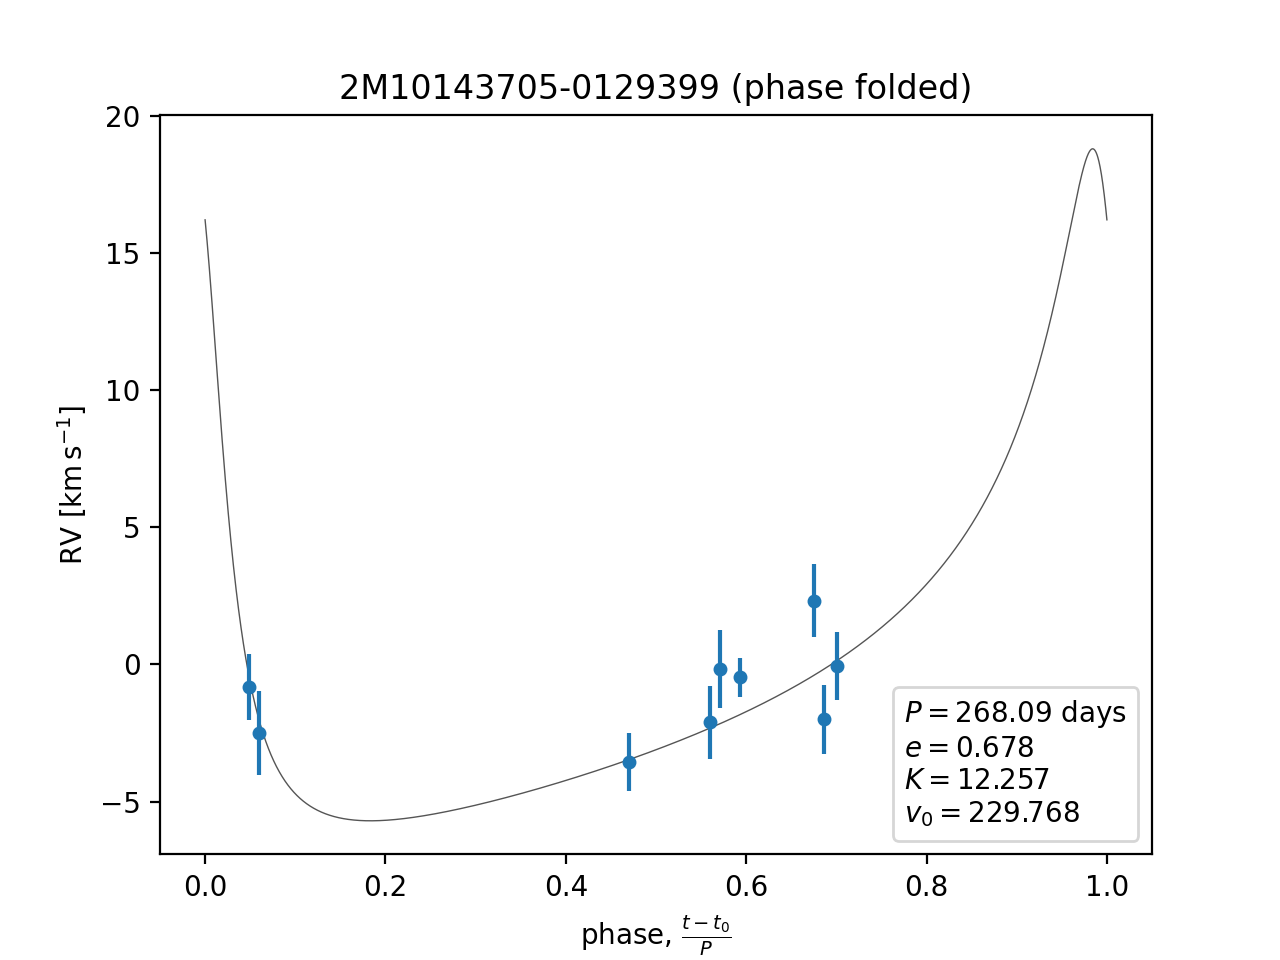 2M10143705-0129399 (phase folded)
20
15
10
5
0
−5
RV [km s⁻¹]
P = 268.09 days
e = 0.678
K = 12.257
v₀ = 229.768
0.0 0.2 0.4 0.6 0.8 1.0
phase, (t − t₀)/P